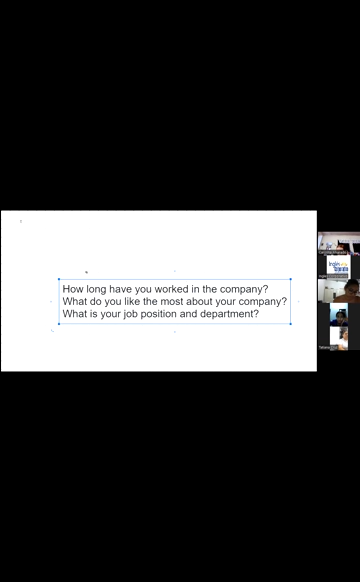 How long have you worked in the company?
What do you like the most about your company?
What is your job position and department?